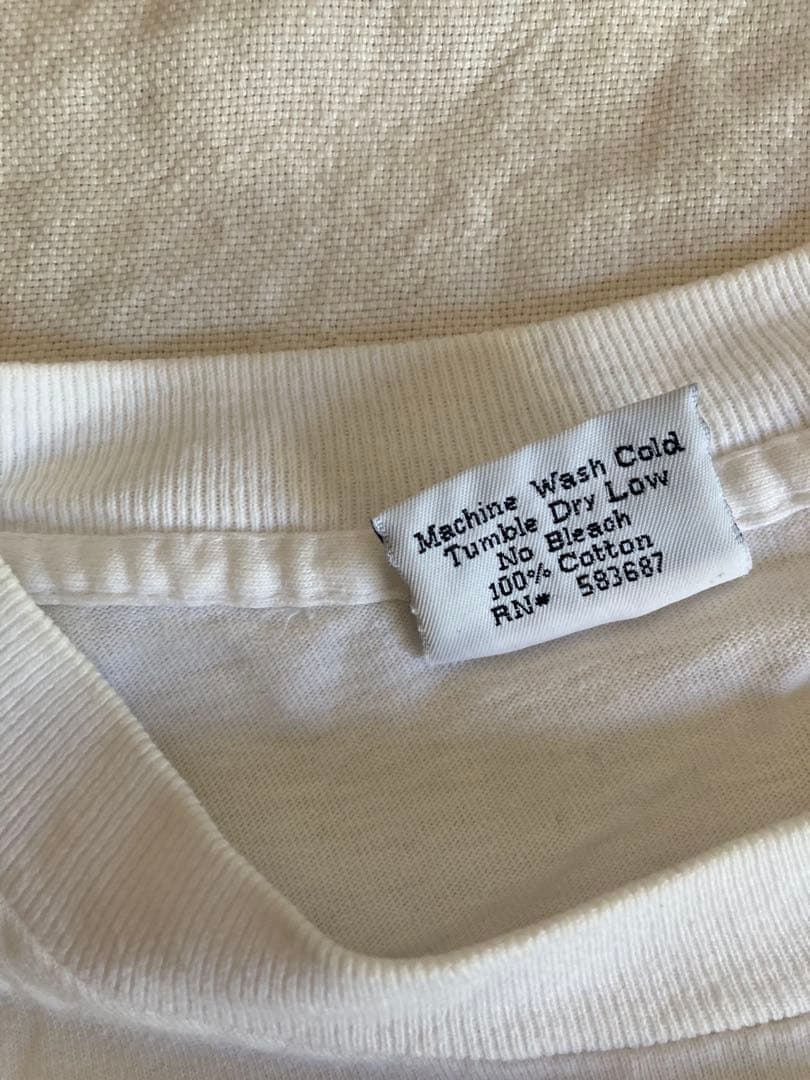 Machine Wash Cold
Tumble Dry Low
No Bleach
100% Cotton
RN* 583687